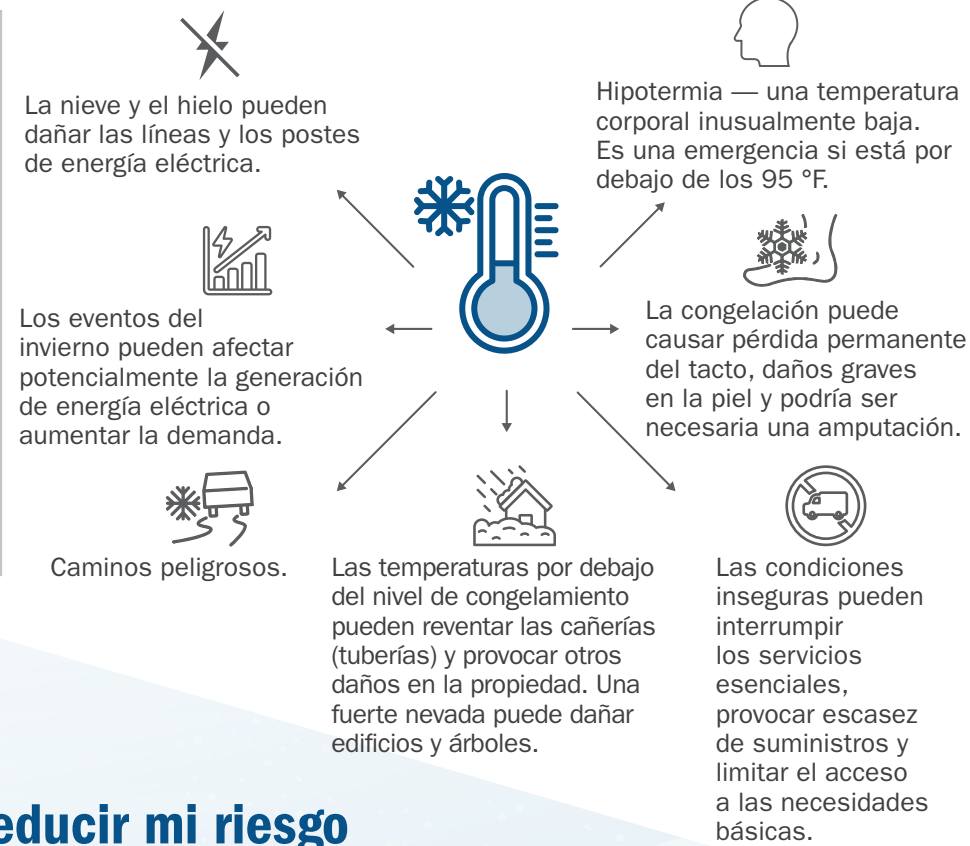 La nieve y el hielo pueden
dañar las líneas y los postes
de energía eléctrica.
Hipotermia — una temperatura
corporal inusualmente baja.
Es una emergencia si está por
debajo de los 95 °F.
Los eventos del
invierno pueden afectar
potencialmente la generación
de energía eléctrica o
aumentar la demanda.
La congelación puede
causar pérdida permanente
del tacto, daños graves
en la piel y podría ser
necesaria una amputación.
Caminos peligrosos.
Las temperaturas por debajo
del nivel de congelamiento
pueden reventar las cañerías
(tuberías) y provocar otros
daños en la propiedad. Una
fuerte nevada puede dañar
edificios y árboles.
Las condiciones
inseguras pueden
interrumpir
los servicios
esenciales,
provocar escasez
de suministros y
limitar el acceso
a las necesidades
básicas.
educir mi riesgo